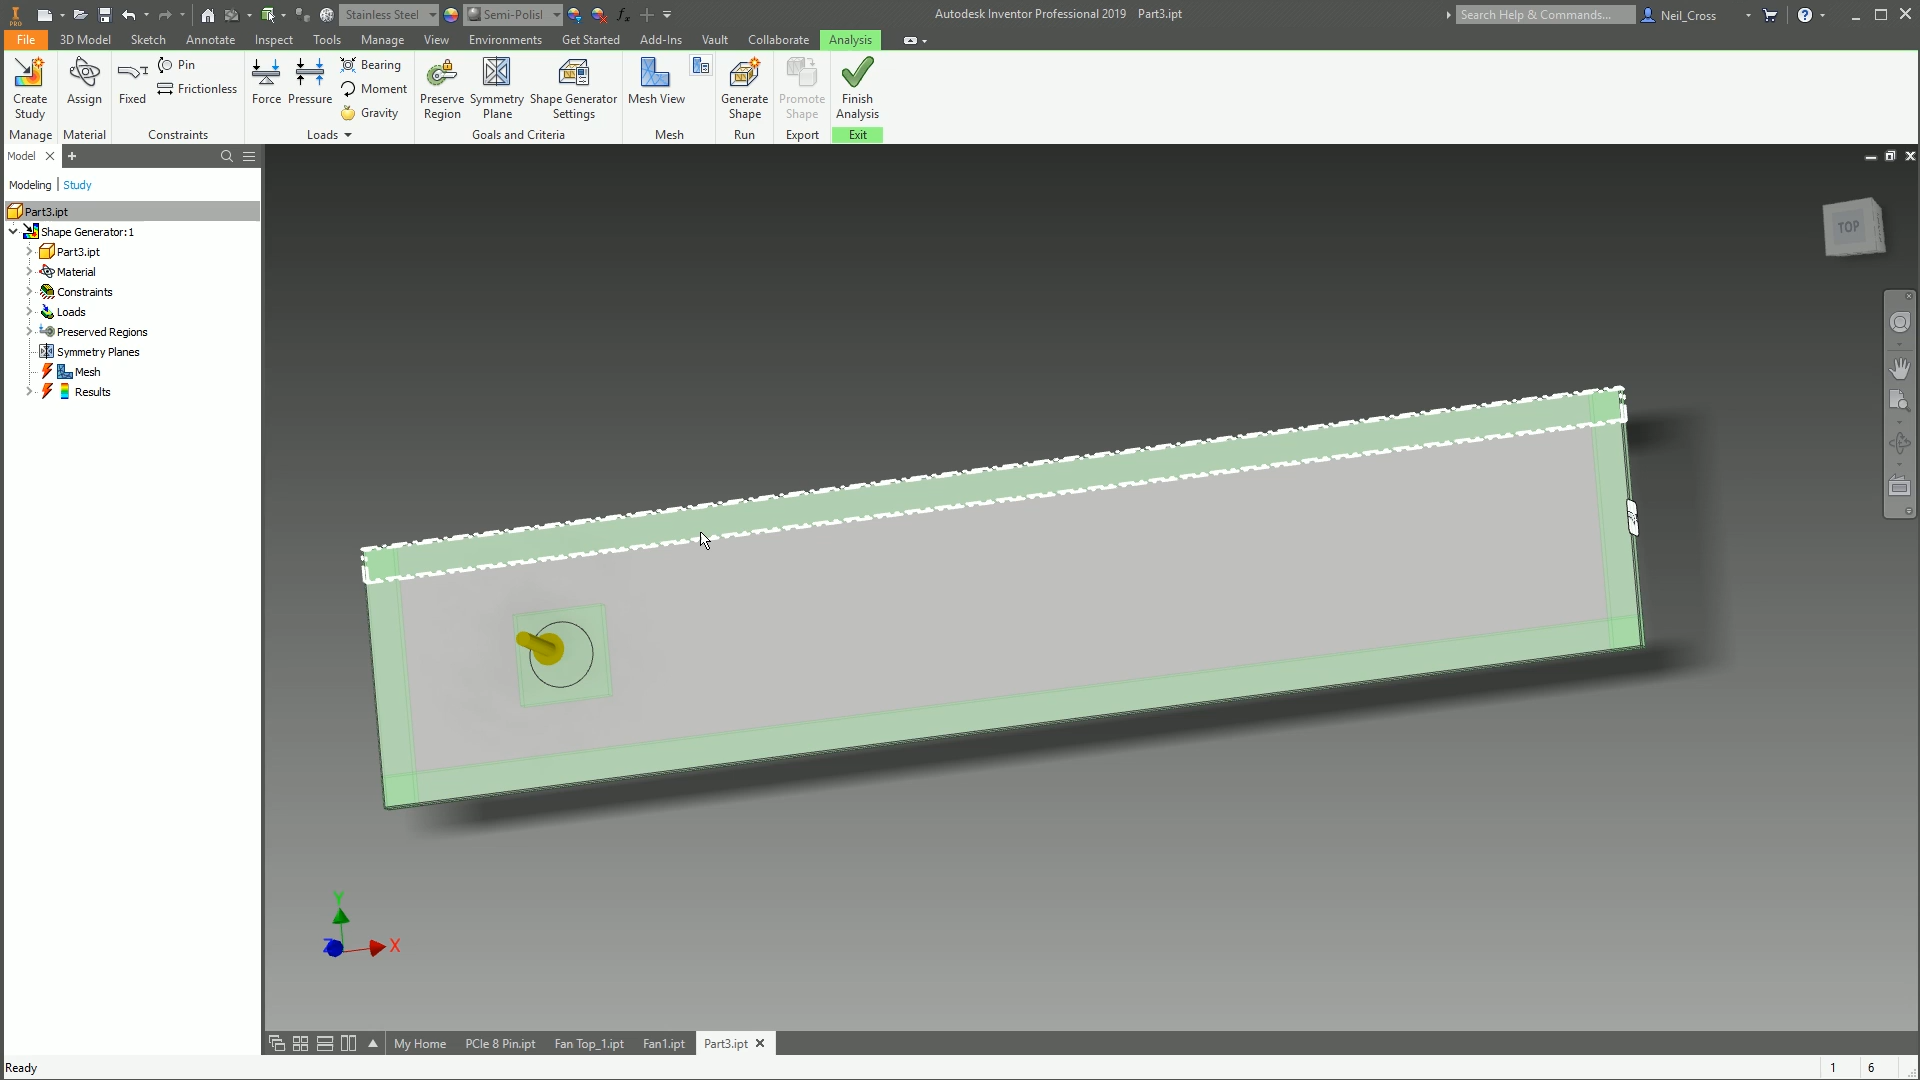 Stainless Steel
Semi-Polisl
Autodesk Inventor Professional 2019 Part3.ipt
Search Help & Commands...
Neil_Cross
File 3D Model Sketch Annotate Inspect Tools Manage View Environments Get Started Add-Ins Vault Collaborate Analysis
Create Study
Assign
Fixed
Pin
Frictionless
Force
Pressure
Bearing
Moment
Gravity
Preserve Region
Symmetry Plane
Shape Generator Settings
Mesh View
Generate Shape
Promote Shape
Finish Analysis
Manage Material Constraints Loads Goals and Criteria Mesh Run Export Exit
Model
Modeling Study
Part3.ipt
Shape Generator:1
Part3.ipt
Material
Constraints
Loads
Preserved Regions
Symmetry Planes
Mesh
Results
TOP
Y
Z X
My Home PCIe 8 Pin.ipt Fan Top_1.ipt Fan1.ipt Part3.ipt
Ready 1 6